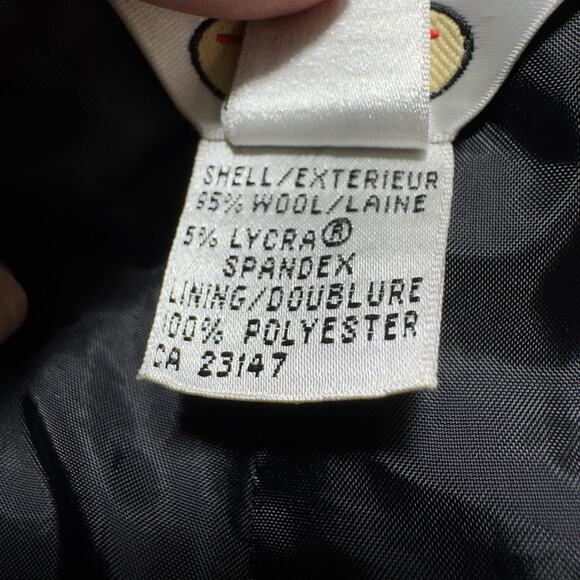 SHELL/EXTERIEUR
95% WOOL/LAINE
5% LYCRA®
SPANDEX
LINING/DOUBLURE
100% POLYESTER
CA 23147